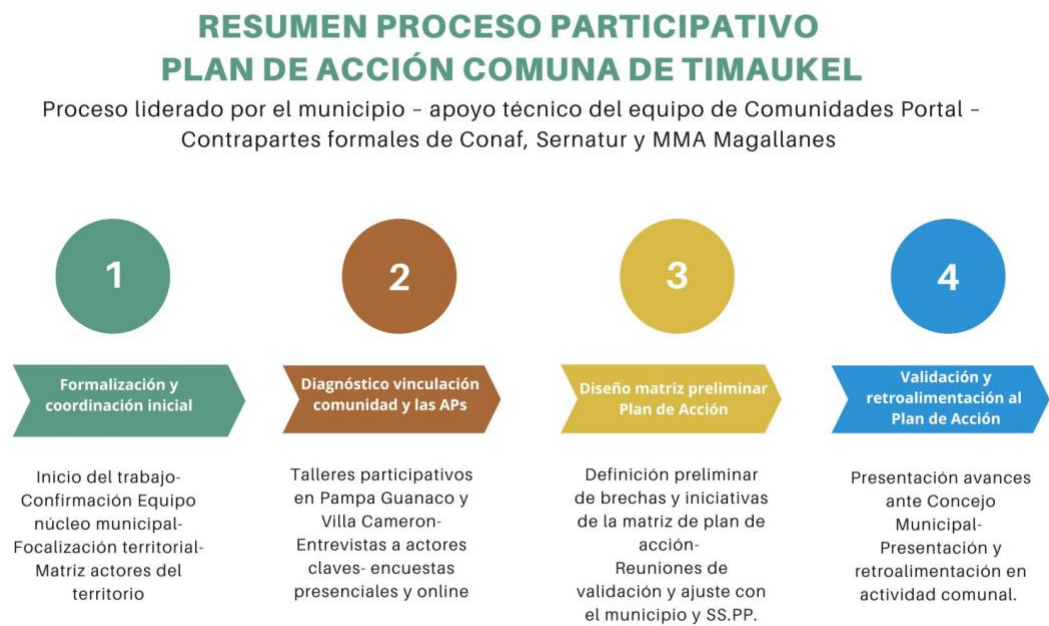 RESUMEN PROCESO PARTICIPATIVO
PLAN DE ACCIÓN COMUNA DE TIMAUKEL
Proceso liderado por el municipio – apoyo técnico del equipo de Comunidades Portal –
Contrapartes formales de Conaf, Sernatur y MMA Magallanes
1
Formalización y
coordinación inicial
Inicio del trabajo-
Confirmación Equipo
núcleo municipal-
Focalización territorial-
Matriz actores del
territorio
2
Diagnóstico vinculación
comunidad y las APs
Talleres participativos
en Pampa Guanaco y
Villa Cameron-
Entrevistas a actores
claves- encuestas
presenciales y online
3
Diseño matriz preliminar
Plan de Acción
Definición preliminar
de brechas y iniciativas
de la matriz de plan de
acción-
Reuniones de
validación y ajuste con
el municipio y SS.PP.
4
Validación y
retroalimentación al
Plan de Acción
Presentación avances
ante Concejo
Municipal-
Presentación y
retroalimentación en
actividad comunal.